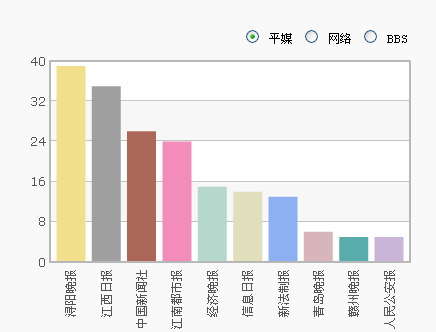 平媒 网络 BBS
40
32
24
16
8
0
浔阳晚报
江西日报
中国新闻社
江南都市报
经济晚报
信息日报
新法制报
青岛晚报
赣州晚报
人民公安报